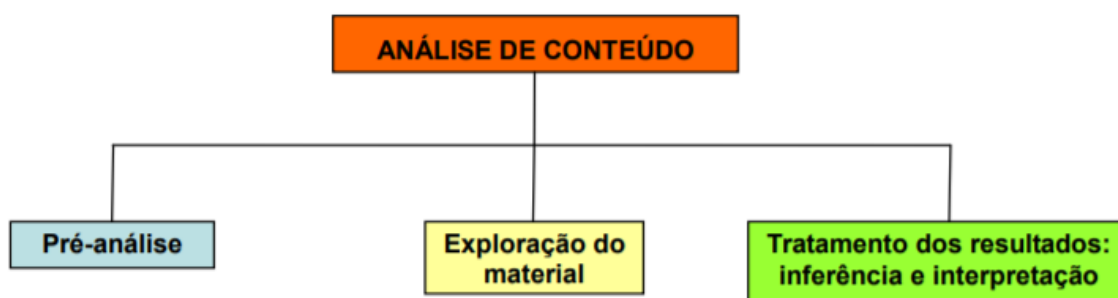 ANÁLISE DE CONTEÚDO
Pré-análise
Exploração do
material
Tratamento dos resultados:
inferência e interpretação